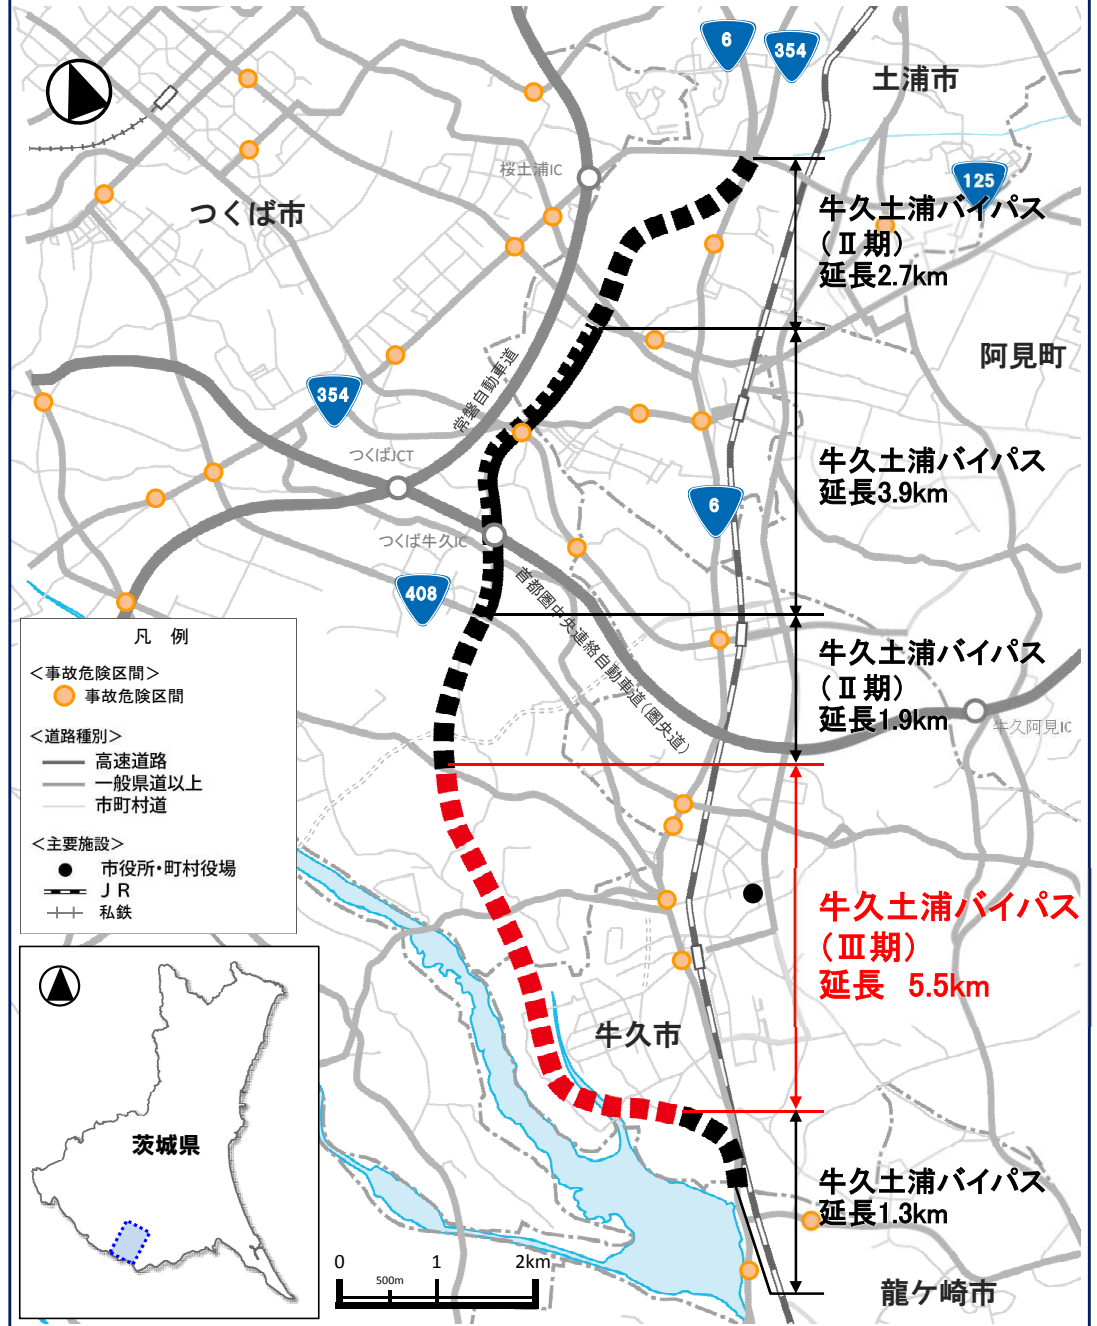 6
354
土浦市
桜土浦IC
125
つくば市
牛久土浦バイパス
(Ⅱ期)
延長2.7km
阿見町
常磐自動車道
354
つくばJCT
牛久土浦バイパス
延長3.9km
6
つくば牛久IC
408
首都圏中央連絡自動車道(圏央道)
牛久土浦バイパス
(Ⅱ期)
延長1.9km
牛久阿見IC
凡 例
<事故危険区間>
事故危険区間
<道路種別>
高速道路
一般県道以上
市町村道
<主要施設>
市役所・町村役場
JR
私鉄
牛久土浦バイパス
(Ⅲ期)
延長 5.5km
牛久市
茨城県
牛久土浦バイパス
延長1.3km
0 1 2km
500m
龍ケ崎市